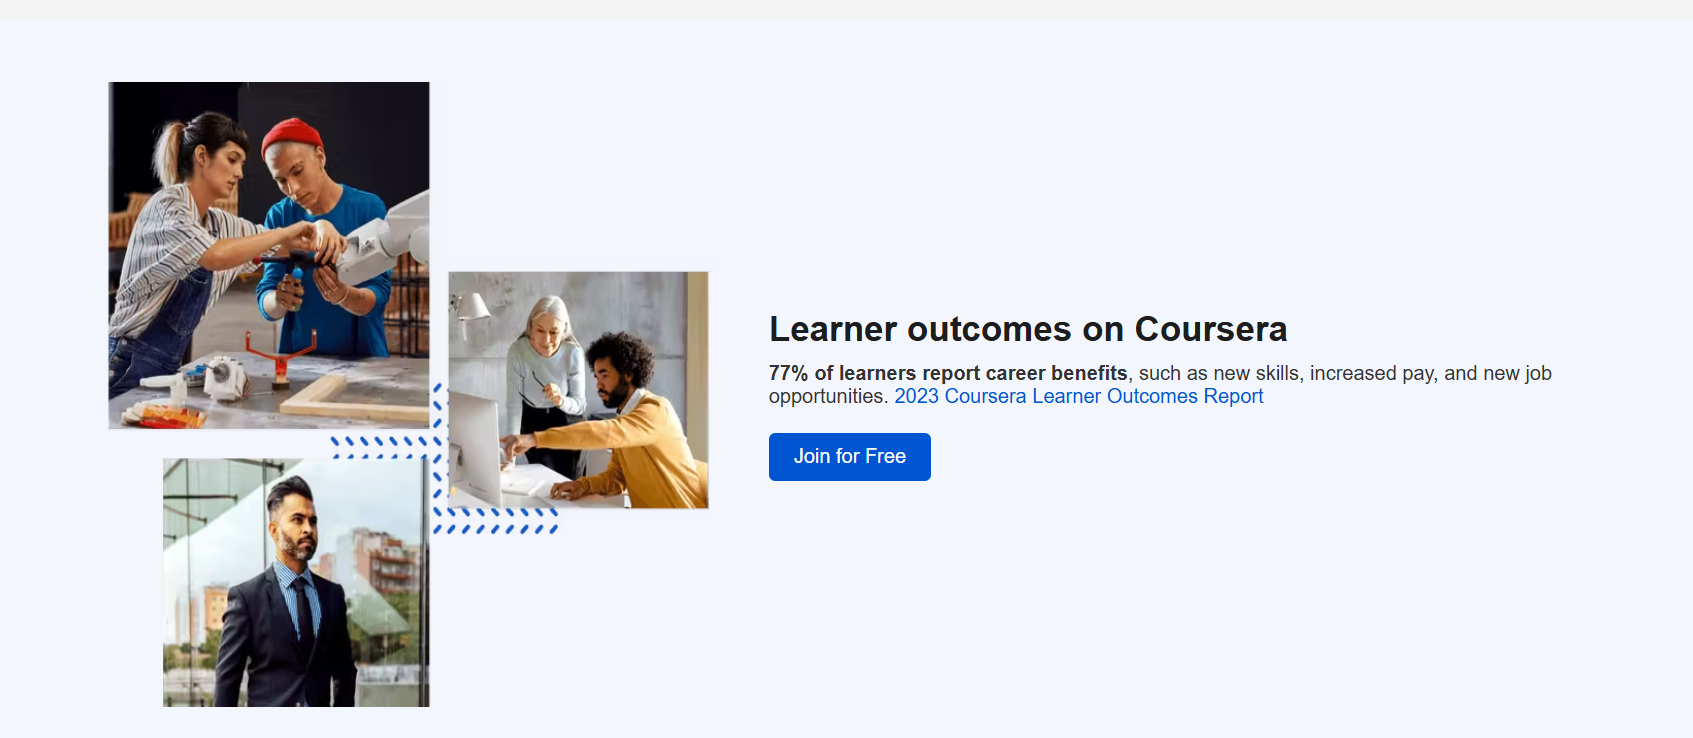 Learner outcomes on Coursera
77% of learners report career benefits, such as new skills, increased pay, and new job
opportunities. 2023 Coursera Learner Outcomes Report
Join for Free